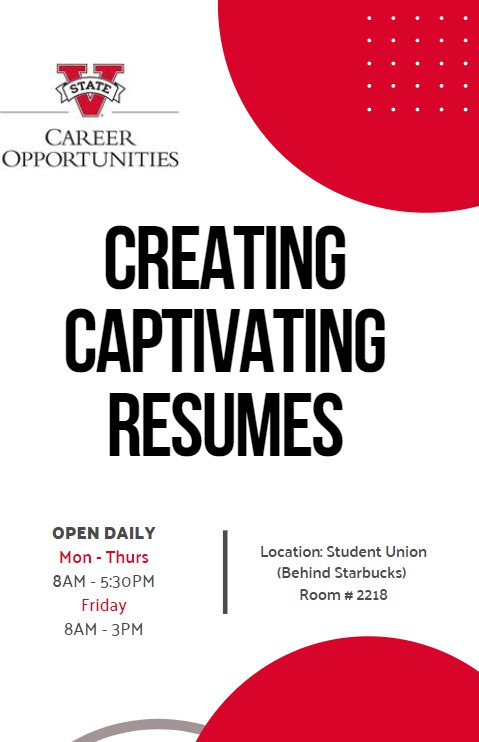 V
STATE
CAREER
OPPORTUNITIES
CREATING
CAPTIVATING
RESUMES
OPEN DAILY
Mon - Thurs
8AM - 5:30PM
Friday
8AM - 3PM
Location: Student Union
(Behind Starbucks)
Room # 2218